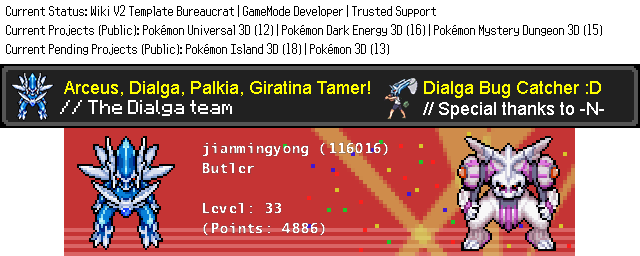 Current Status: Wiki V2 Template Bureaucrat | GameMode Developer | Trusted Support
Current Projects (Public): Pokémon Universal 3D (12) | Pokémon Dark Energy 3D (16) | Pokémon Mystery Dungeon 3D (15)
Current Pending Projects (Public): Pokémon Island 3D (18) | Pokémon 3D (13)
Arceus, Dialga, Palkia, Giratina Tamer!
// The Dialga team
Dialga Bug Catcher :D
// Special thanks to -N-
jianmingyong (116016)
Butler
Level: 33
(Points: 4886)